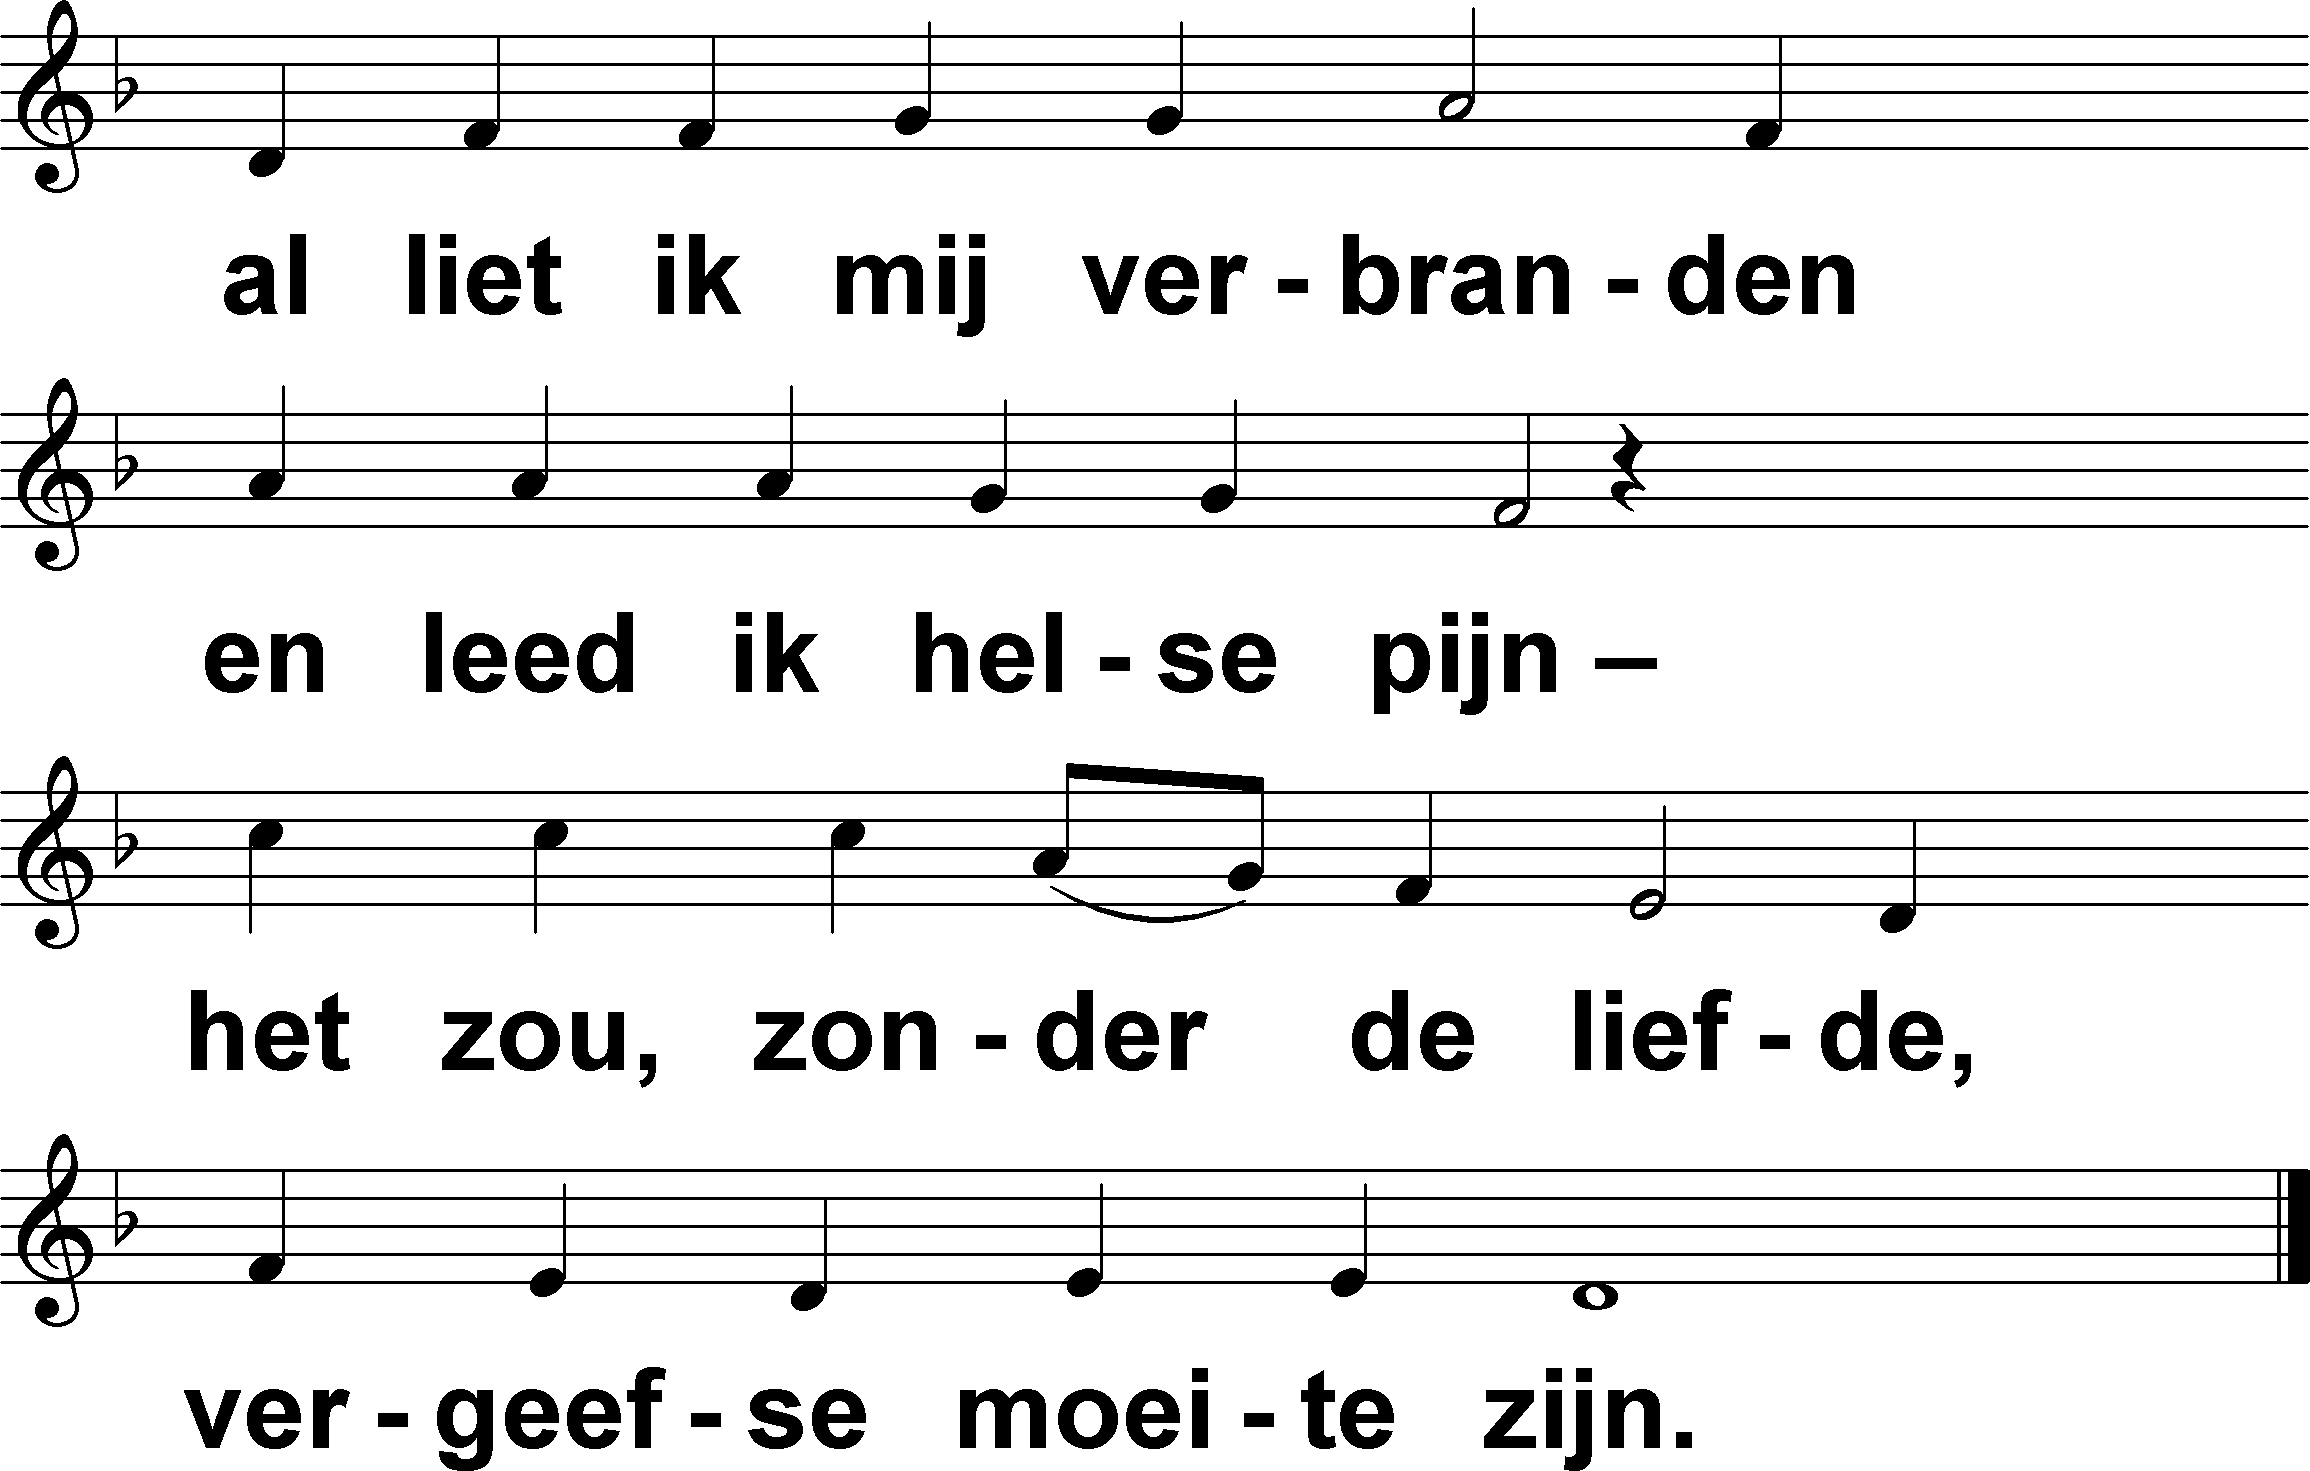 al liet ik mij ver - bran - den
en leed ik hel - se pijn –
het zou, zon - der de lief - de,
ver - geef - se moei - te zijn.